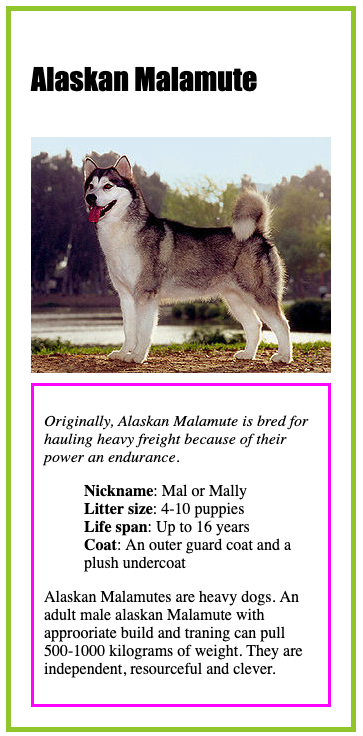 Alaskan Malamute
Originally, Alaskan Malamute is bred for
hauling heavy freight because of their
power an endurance.
Nickname: Mal or Mally
Litter size: 4-10 puppies
Life span: Up to 16 years
Coat: An outer guard coat and a
plush undercoat
Alaskan Malamutes are heavy dogs. An
adult male alaskan Malamute with
approoriate build and traning can pull
500-1000 kilograms of weight. They are
independent, resourceful and clever.